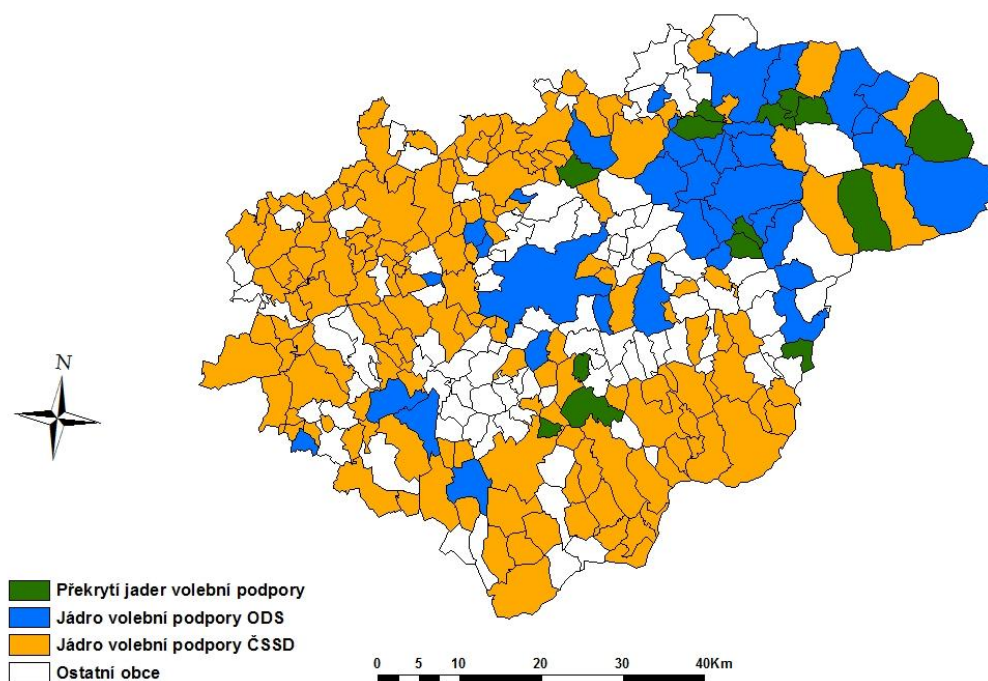 N
Překrytí jader volební podpory
Jádro volební podpory ODS
Jádro volební podpory ČSSD
Ostatní obce
0 5 10 20 30 40Km